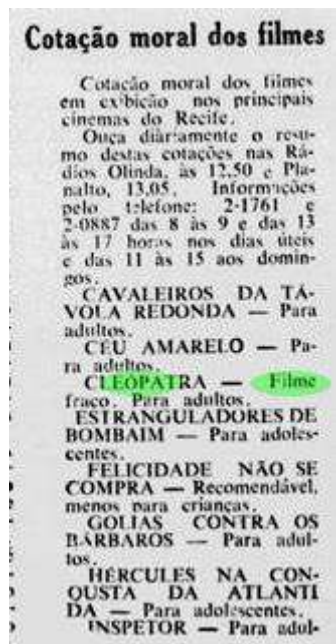 Cotação moral dos filmes
Cotação moral dos filmes
em exibição nos principais
cinemas do Recife.
Ouça diàriamente o resu-
mo destas cotações nas Rá-
dios Olinda, as 12,50 e Pla-
nalto, 13,05. Informações
pelo telefone: 2-1761 e
2-0887 das 8 às 9 e das 13
às 17 horas nos dias úteis
e das 11 às 15 aos domin-
gos.
CAVALEIROS DA TÁ-
VOLA REDONDA — Para
adultos.
CÉU AMARELO — Pa-
ra adultos.
CLEÓPATRA — Filme
fraco. Para adultos.
ESTRANGULADORES DE
BOMBAIM — Para adoles-
centes.
FELICIDADE NÃO SE
COMPRA — Recomendável,
menos para crianças.
GOLIAS CONTRA OS
BÁRBAROS — Para adul-
tos.
HÉRCULES NA CON-
QUSTA DA ATLANTI
DA — Para adolescentes.
INSPETOR — Para adul-